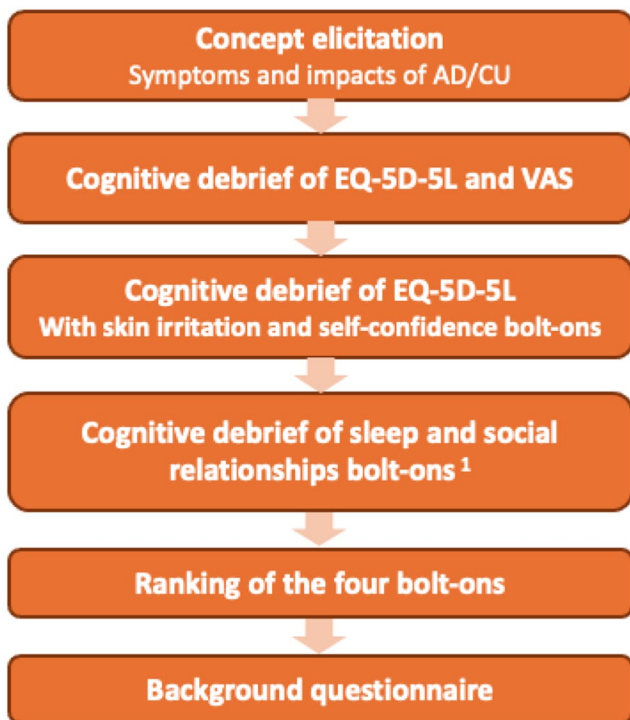 Concept elicitation
Symptoms and impacts of AD/CU
Cognitive debrief of EQ-5D-5L and VAS
Cognitive debrief of EQ-5D-5L
With skin irritation and self-confidence bolt-ons
Cognitive debrief of sleep and social
relationships bolt-ons 1
Ranking of the four bolt-ons
Background questionnaire